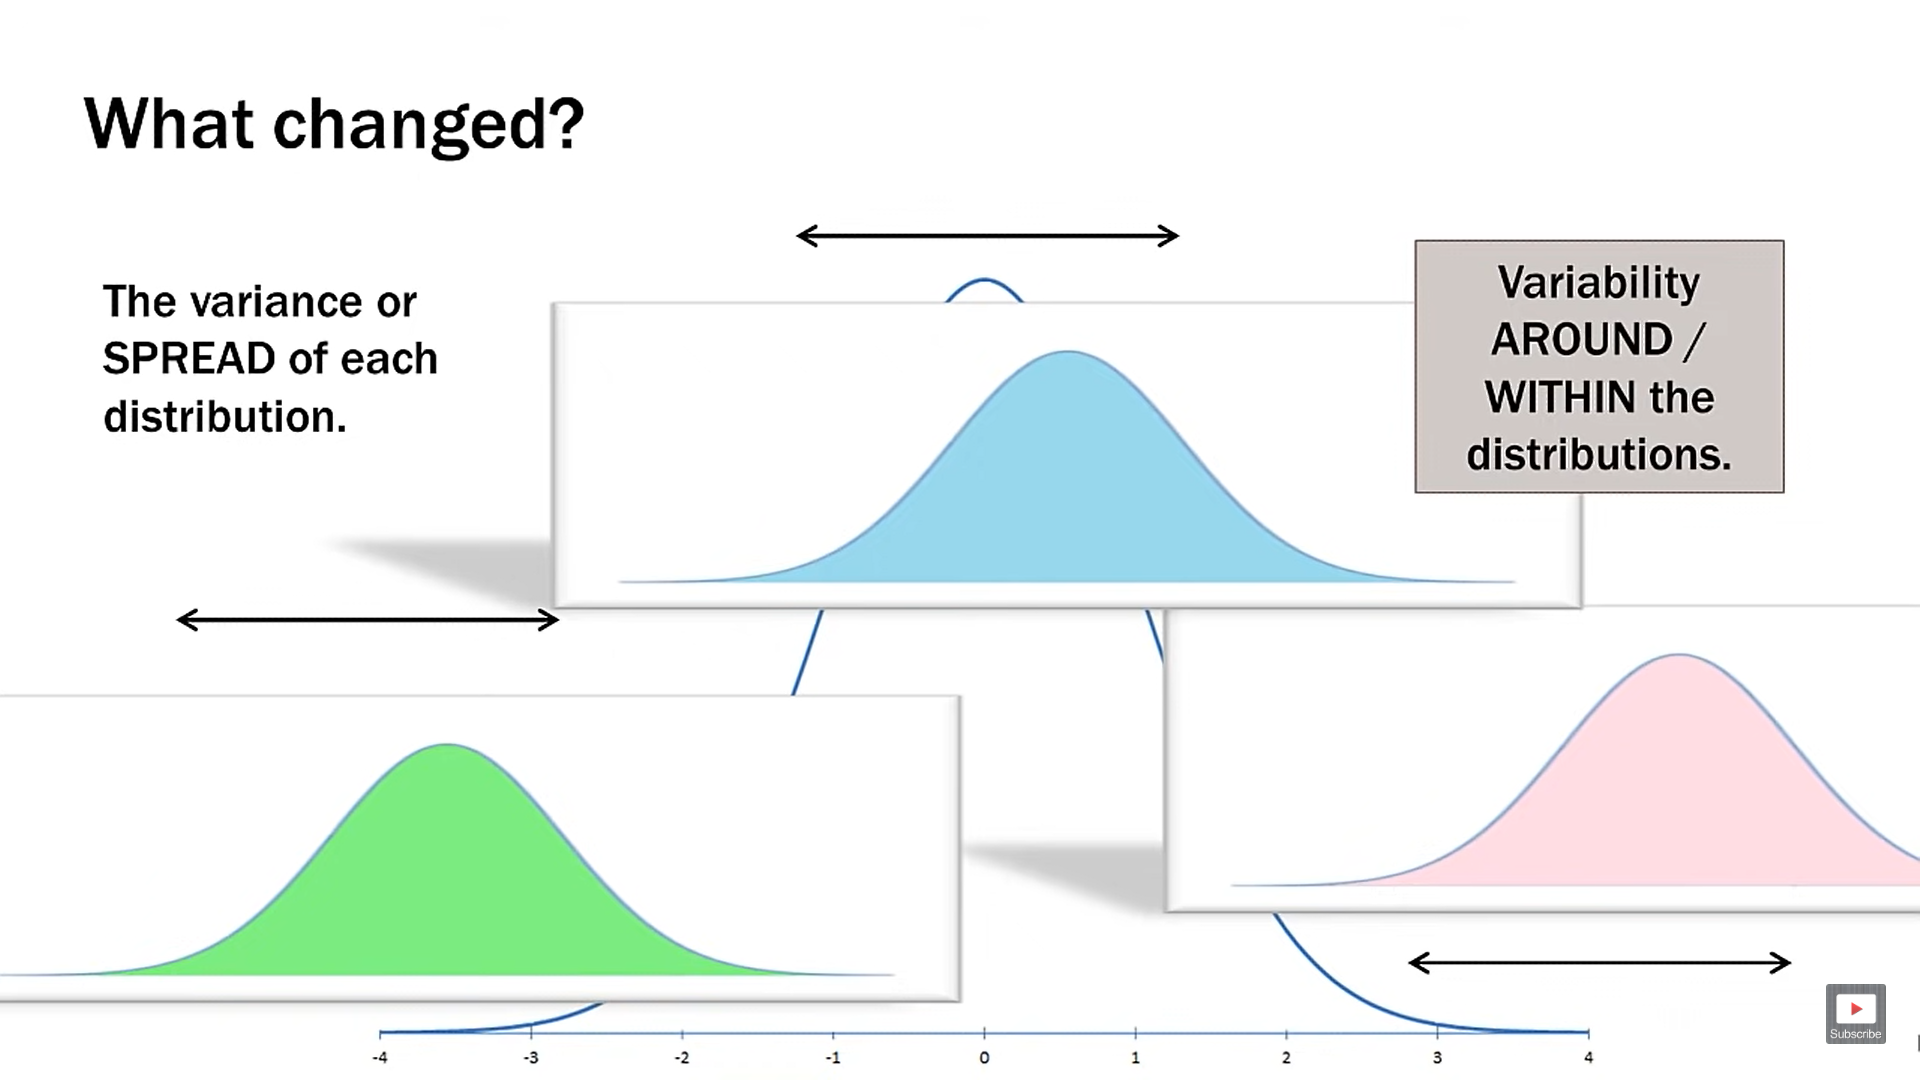 What changed?
The variance or
SPREAD of each
distribution.
Variability
AROUND /
WITHIN the
distributions.
-4 -3 -2 -1 0 1 2 3 4
Subscribe